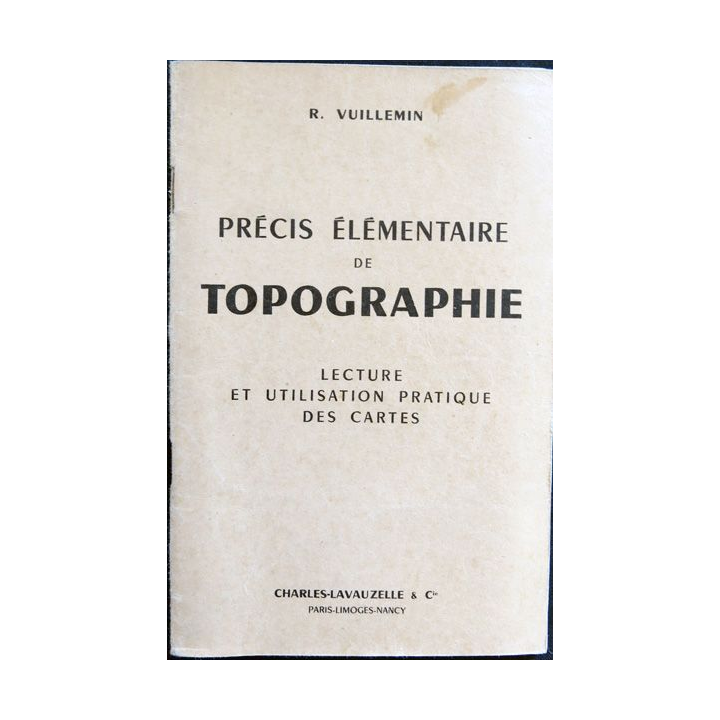 R. VUILLEMIN
PRÉCIS ÉLÉMENTAIRE
DE
TOPOGRAPHIE
LECTURE
ET UTILISATION PRATIQUE
DES CARTES
CHARLES-LAVAUZELLE & Cie
PARIS-LIMOGES-NANCY